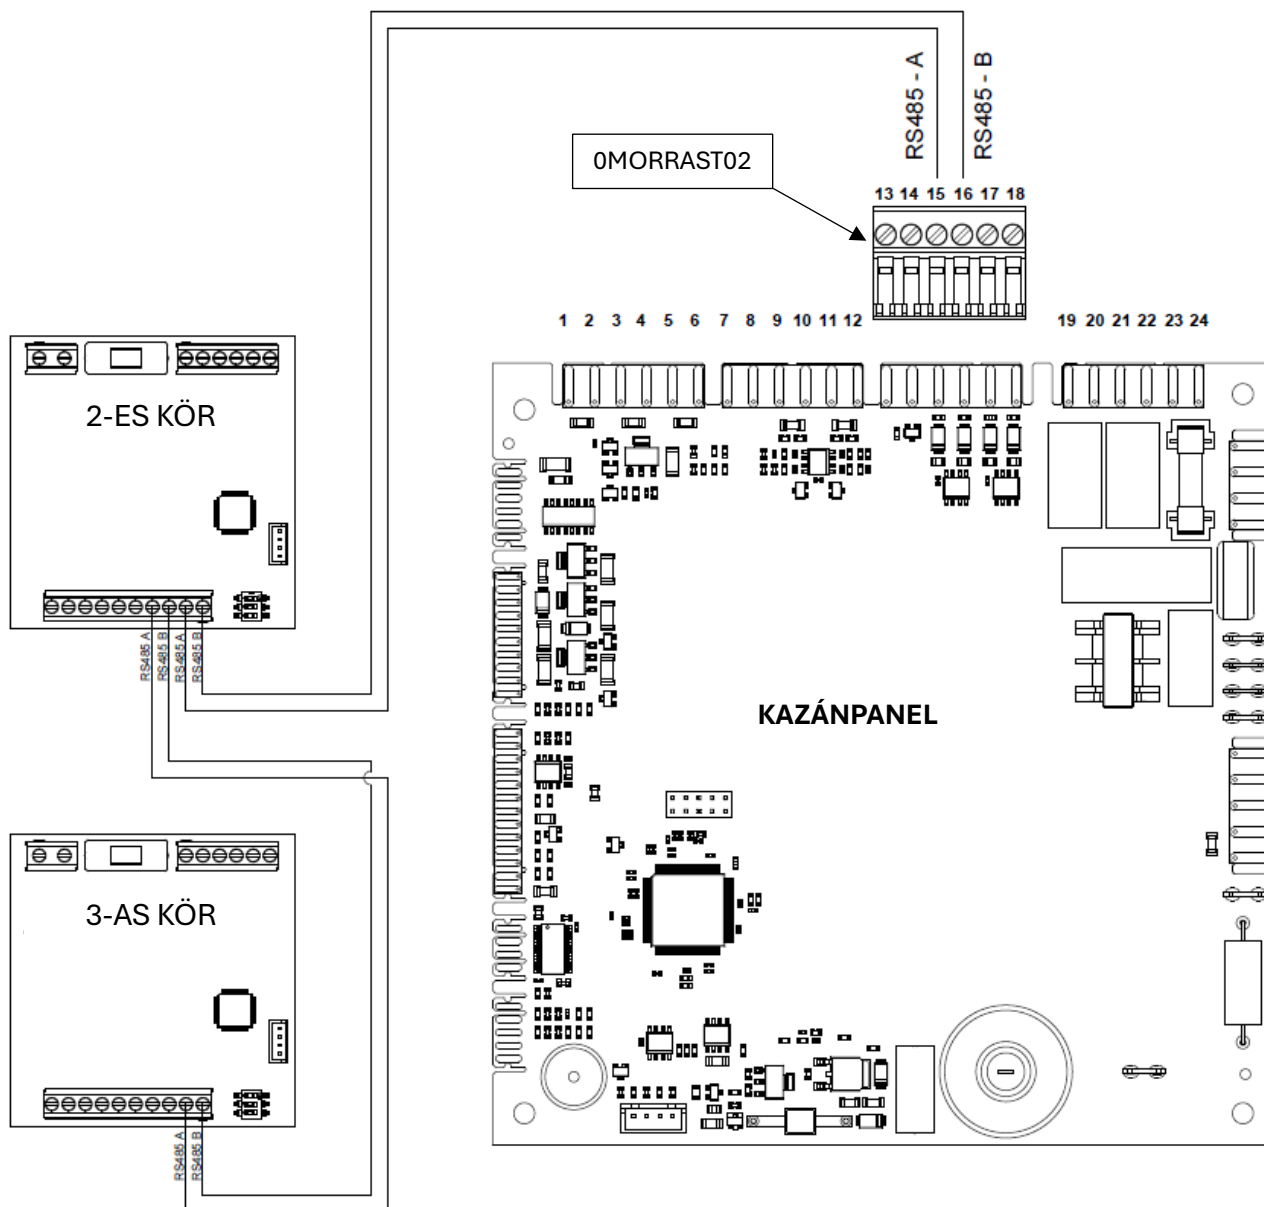 RS485 - A
RS485 - B
0MORRAST02
13 14 15 16 17 18
1 2 3 4 5 6 7 8 9 10 11 12
19 20 21 22 23 24
2-ES KÖR
RS485 A
RS485 B
RS485 A
RS485 B
KAZÁNPANEL
3-AS KÖR
RS485 A
RS485 B